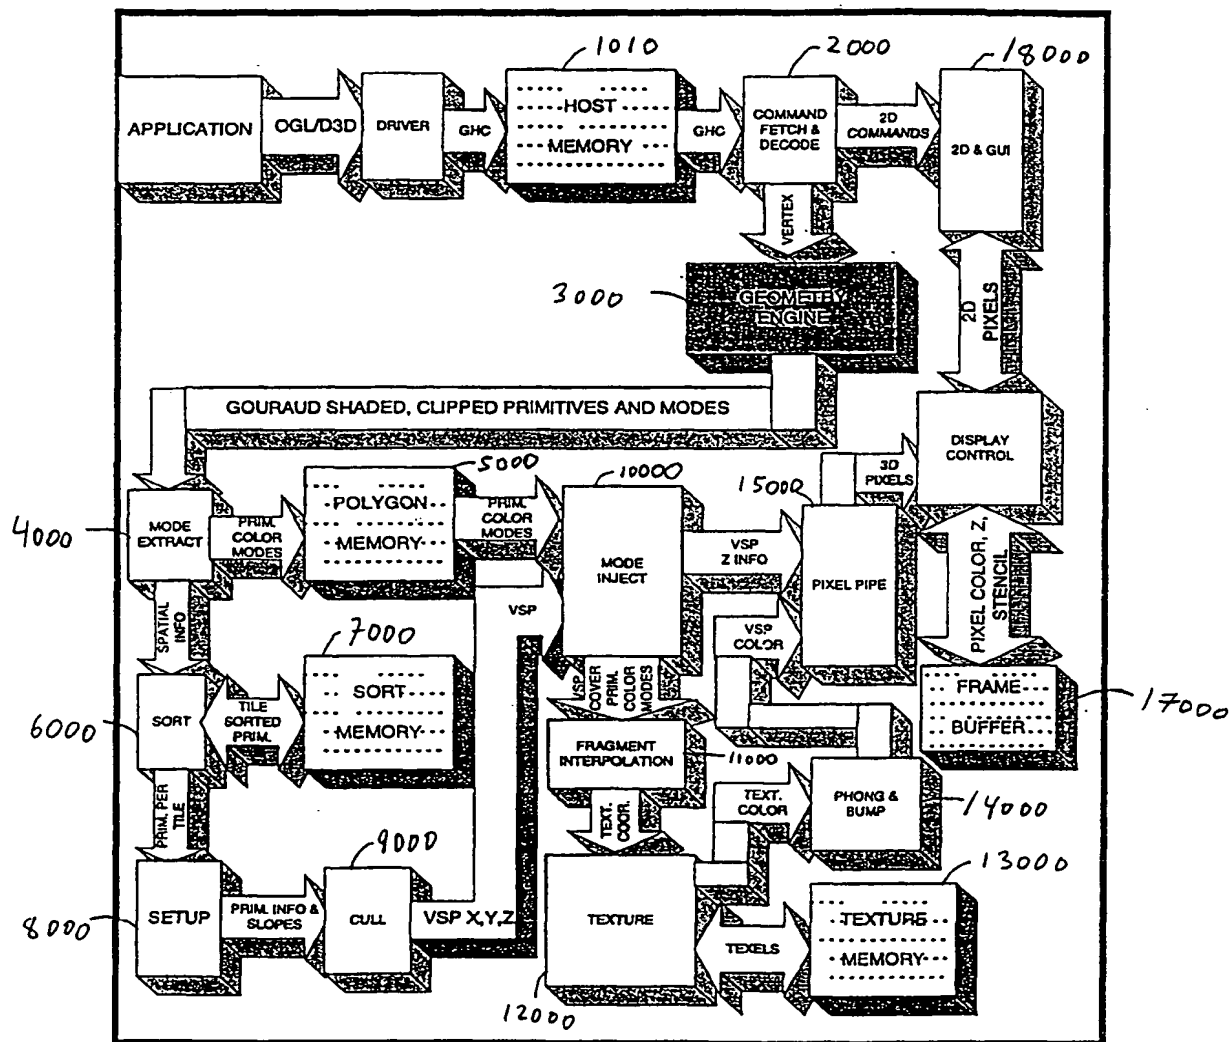 1010
2000
18000
APPLICATION
OGL/D3D
DRIVER
GHC
HOST
MEMORY
GHC
COMMAND
FETCH &
DECODE
2D
COMMANDS
2D & GUI
VERTEX
3000
GEOMETRY
ENGINE
2D
PIXELS
GOURAUD SHADED, CLIPPED PRIMITIVES AND MODES
DISPLAY
CONTROL
5000
10000
15000
3D
PIXELS
4000
MODE
EXTRACT
PRIM.
COLOR
MODES
POLYGON
MEMORY
PRIM.
COLOR
MODES
MODE
INJECT
VSP
Z INFO
PIXEL PIPE
PIXEL COLOR, Z,
STENCIL
VSP
VSP
COLOR
SPATIAL
INFO
7000
6000
SORT
TILE
SORTED
PRIM.
SORT
MEMORY
VSP
COVER
PRIM.
COLOR
MODES
FRAME
BUFFER
17000
FRAGMENT
INTERPOLATION
11000
PRIM. PER
TILE
TEXT.
COOR.
TEXT.
COLOR
PHONG &
BUMP
14000
9000
13000
8000
SETUP
PRIM. INFO &
SLOPES
CULL
VSP X,Y,Z
TEXTURE
TEXELS
TEXTURE
MEMORY
12000